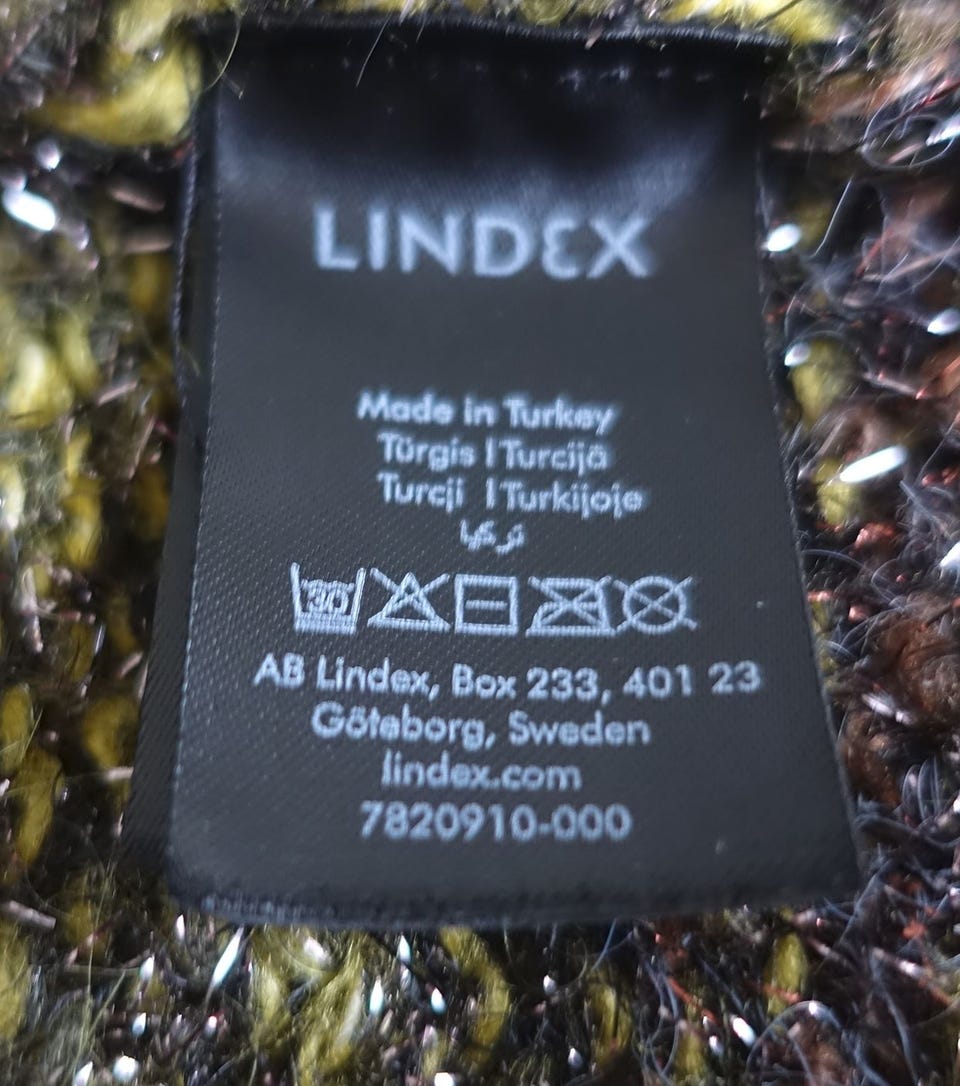 LINDEX
Made in Turkey
Türgis | Turcijā
Turcji | Turkijoje
تركيا
30
AB Lindex, Box 233, 401 23
Göteborg, Sweden
lindex.com
7820910-000